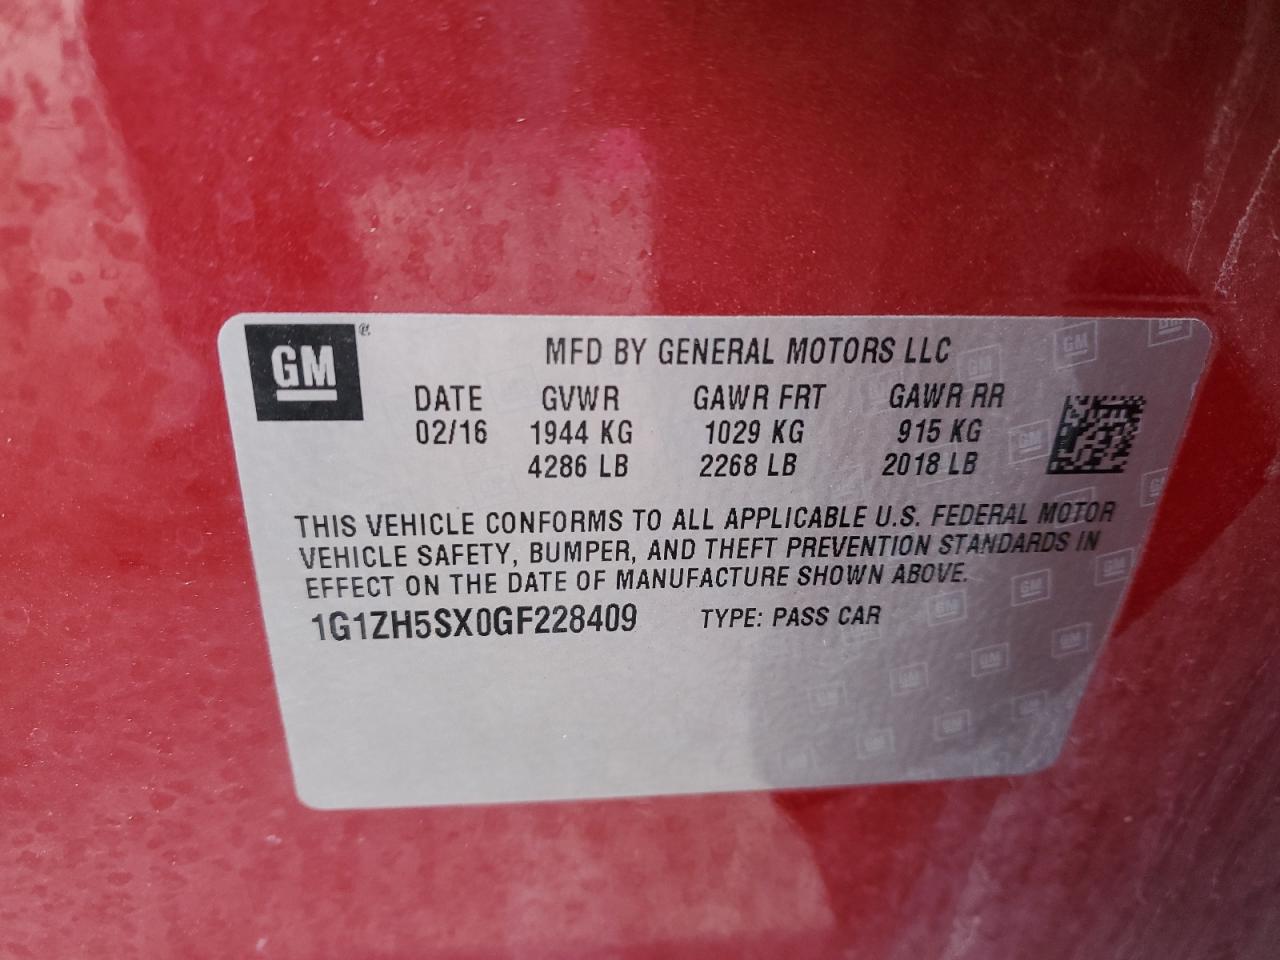 GM
MFD BY GENERAL MOTORS LLC
DATE GVWR GAWR FRT GAWR RR
02/16 1944 KG 1029 KG 915 KG
4286 LB 2268 LB 2018 LB
THIS VEHICLE CONFORMS TO ALL APPLICABLE U.S. FEDERAL MOTOR
VEHICLE SAFETY, BUMPER, AND THEFT PREVENTION STANDARDS IN
EFFECT ON THE DATE OF MANUFACTURE SHOWN ABOVE.
1G1ZH5SX0GF228409 TYPE: PASS CAR